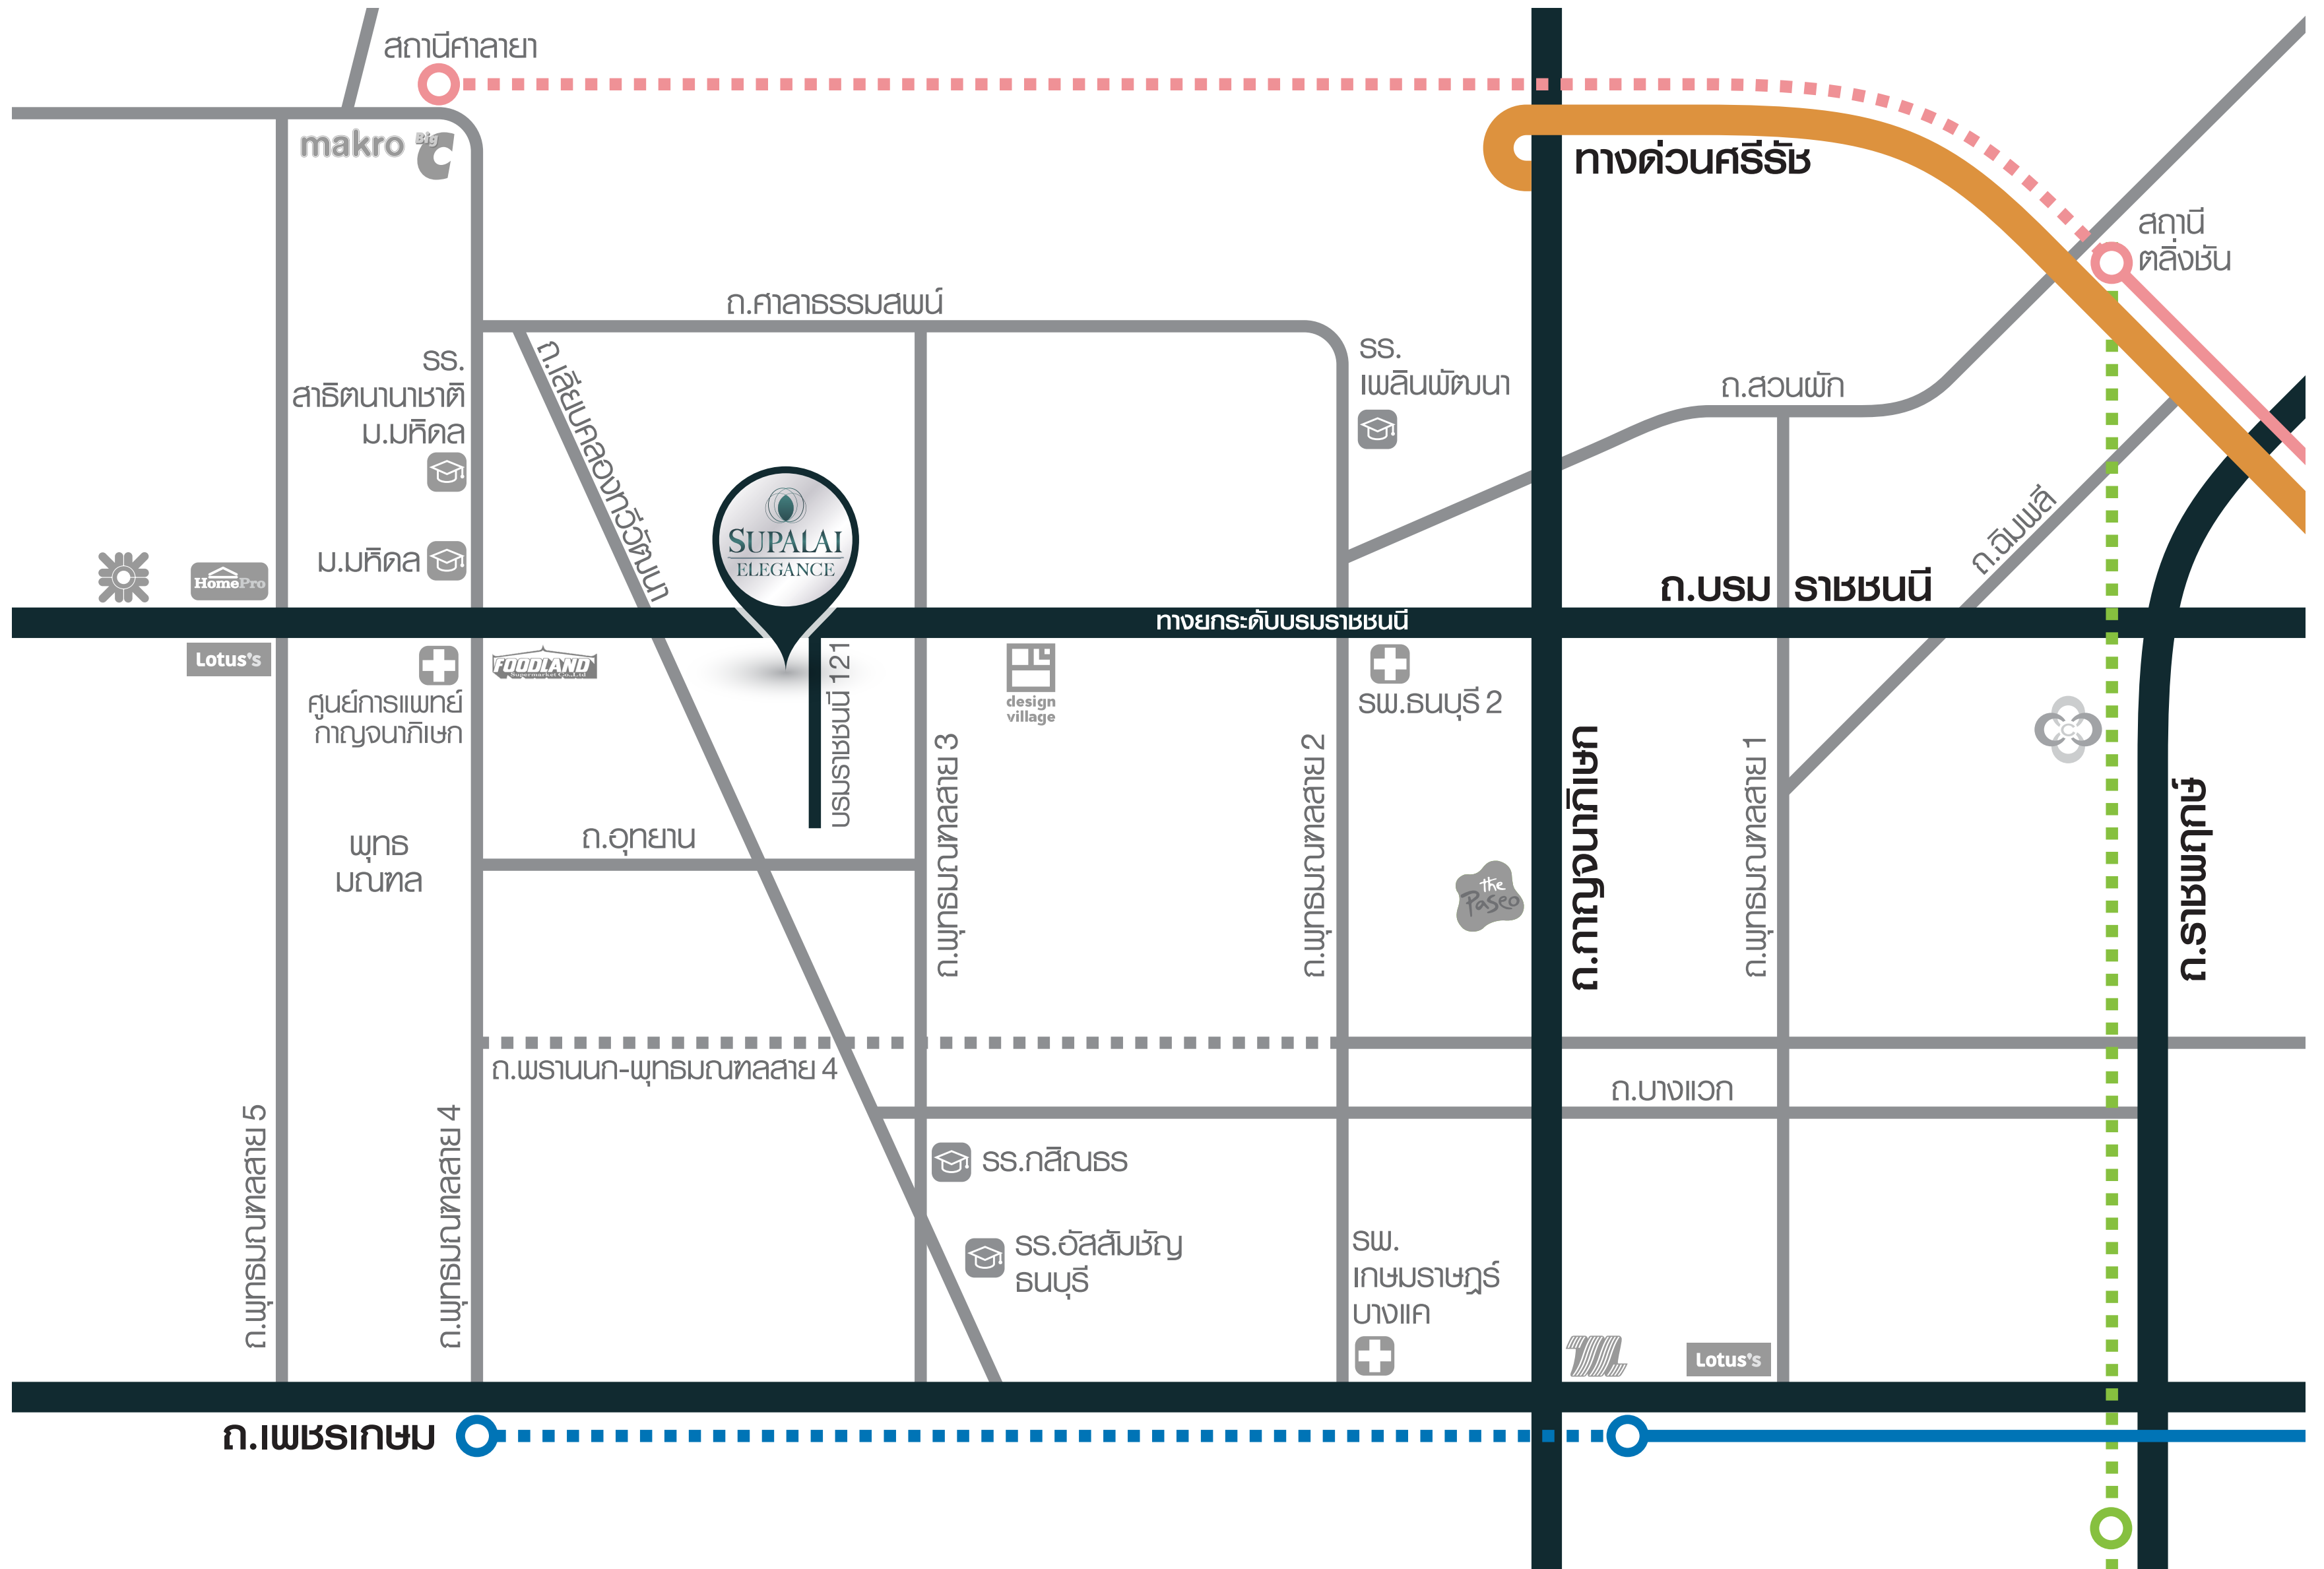 สถานีศาลายา
makro
Big
C
ทางด่วนศรีรัช
สถานี
ตลิ่งชัน
ถ.ศาลาธรรมสพน์
รร.
สาธิตนานาชาติ
ม.มหิดล
ถ.เลียบคลองทวีวัฒนา
รร.
เพลินพัฒนา
ถ.สวนผัก
SUPALAI
ELEGANCE
ม.มหิดล
HomePro
ถ.ฉิมพลี
ถ.บรม ราชชนนี
ทางยกระดับบรมราชชนนี
Lotus's
FOODLAND
Supermarket Co.,Ltd
ศูนย์การแพทย์
กาญจนาภิเษก
บรมราชชนนี 121
design
village
รพ.ธนบุรี 2
C
ถ.พุทธมณฑลสาย 3
ถ.พุทธมณฑลสาย 2
ถ.กาญจนาภิเษก
ถ.พุทธมณฑลสาย 1
ถ.ราชพฤกษ์
พุทธ
มณฑล
ถ.อุทยาน
the
Paseo
ถ.พรานนก-พุทธมณฑลสาย 4
ถ.บางแวก
ถ.พุทธมณฑลสาย 5
ถ.พุทธมณฑลสาย 4
รร.กสิณธร
รร.อัสสัมชัญ
ธนบุรี
รพ.
เกษมราษฎร์
บางแค
Lotus's
ถ.เพชรเกษม